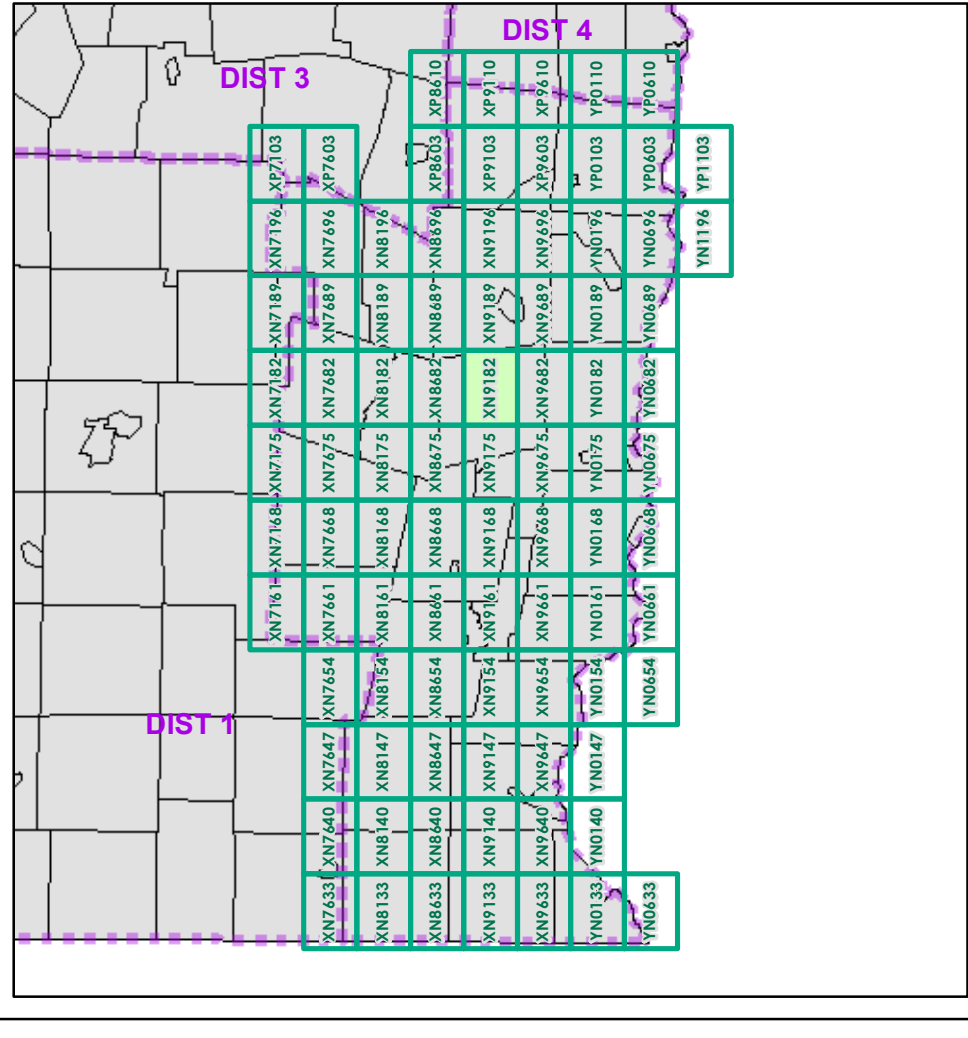 DIST 4
DIST 3
XP8610
XP9110
XP9610
YP0110
YP0610
XP7103
XP7603
XP8603
XP9103
XP9603
YP0103
YP0603
YP1103
XN7196
XN7696
XN8196
XN8696
XN9196
XN9696
YN0196
YN0696
YN1196
XN7189
XN7689
XN8189
XN8689
XN9189
XN9689
YN0189
YN0689
XN7182
XN7682
XN8182
XN8682
XN9182
XN9682
YN0182
YN0682
XN7175
XN7675
XN8175
XN8675
XN9175
XN9675
YN0175
YN0675
XN7168
XN7668
XN8168
XN8668
XN9168
XN9668
YN0168
YN0668
XN7161
XN7661
XN8161
XN8661
XN9161
XN9661
YN0161
YN0661
XN7654
XN8154
XN8654
XN9154
XN9654
YN0154
YN0654
DIST 1
XN7647
XN8147
XN8647
XN9147
XN9647
YN0147
XN7640
XN8140
XN8640
XN9140
XN9640
YN0140
XN7633
XN8133
XN8633
XN9133
XN9633
YN0133
YN0633